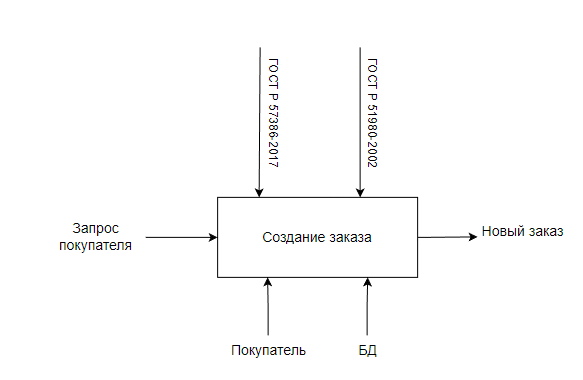 ГОСТ Р 57386-2017
ГОСТ Р 51980-2002
Запрос
покупателя
Создание заказа
Новый заказ
Покупатель
БД